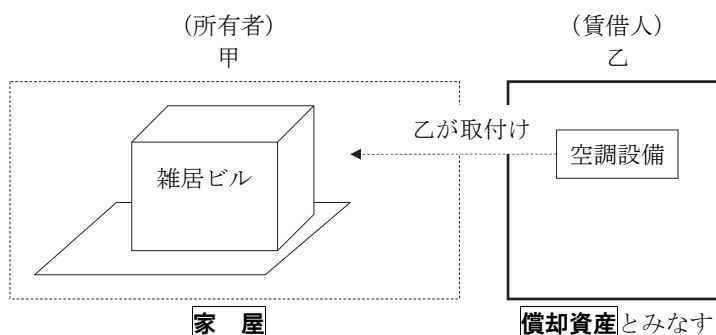 (所有者)
甲
(賃借人)
乙
乙が取付け
空調設備
雑居ビル
家　屋
償却資産とみなす